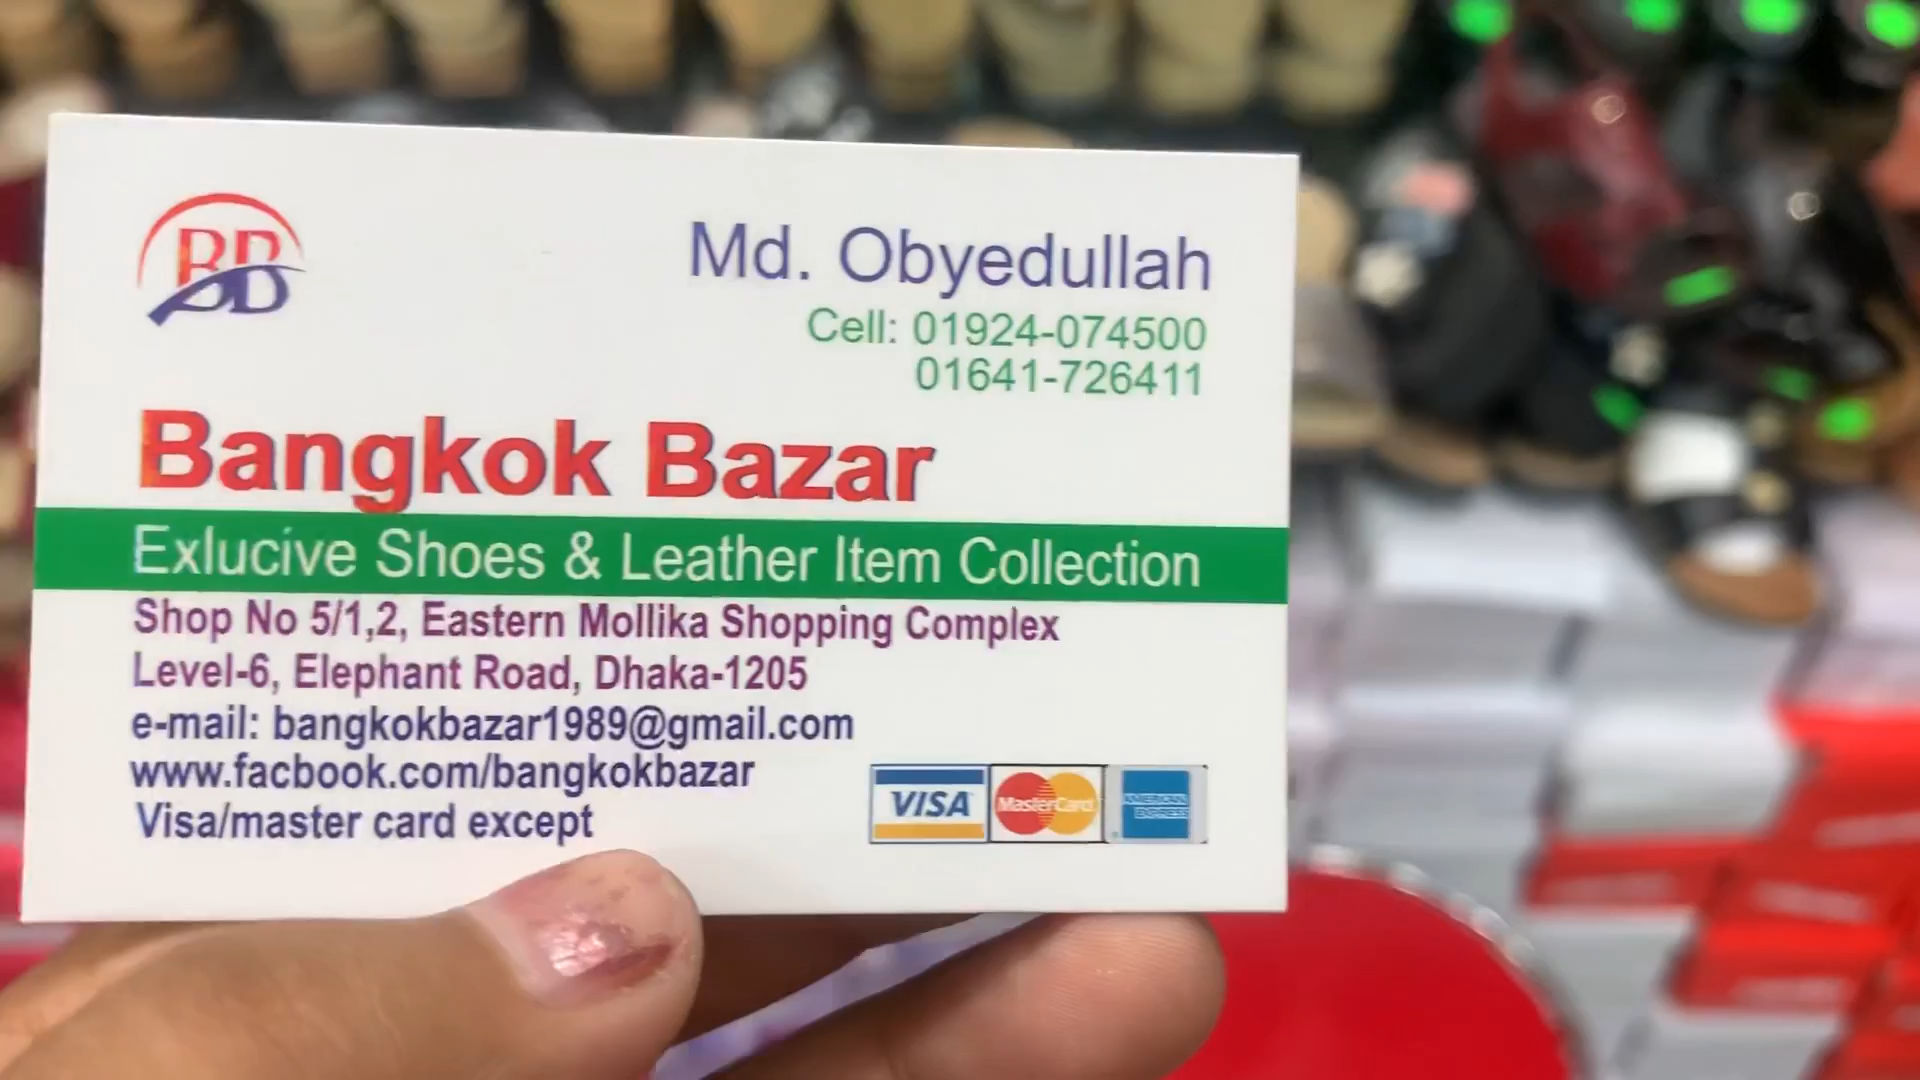 BB
Md. Obyedullah
Cell: 01924-074500
01641-726411
Bangkok Bazar
Exlucive Shoes & Leather Item Collection
Shop No 5/1,2, Eastern Mollika Shopping Complex
Level-6, Elephant Road, Dhaka-1205
e-mail: bangkokbazar1989@gmail.com
www.facbook.com/bangkokbazar
Visa/master card except
VISA MasterCard AMERICAN EXPRESS